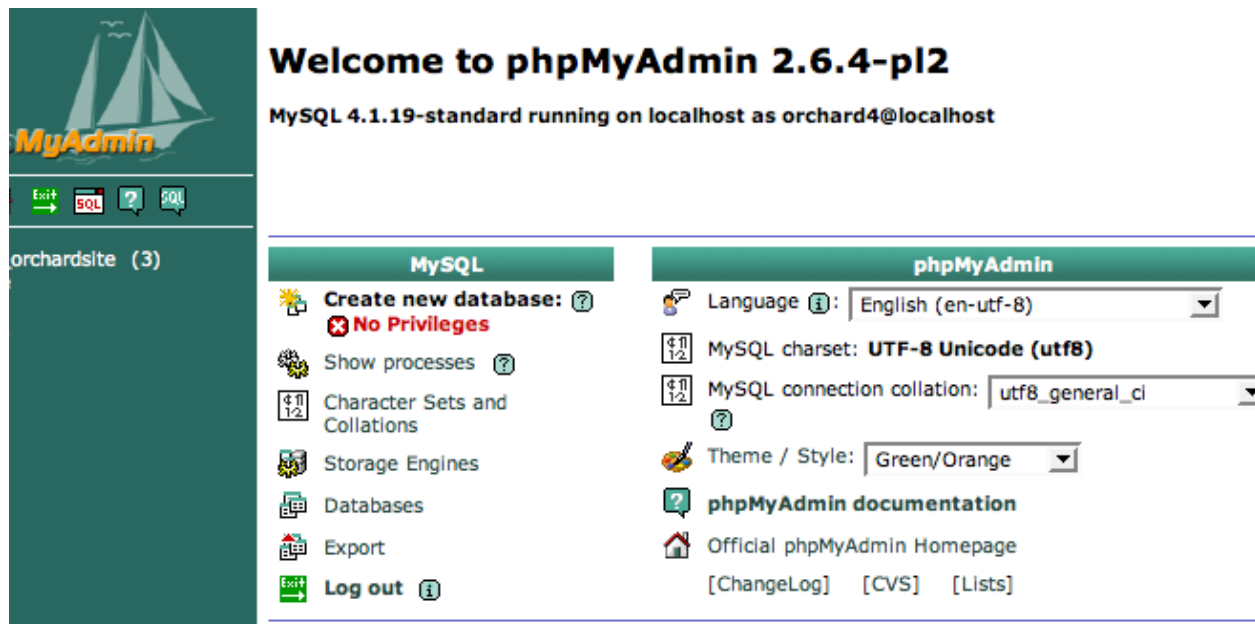 MyAdmin
Exit SQL ? SQL
orchardsite (3)
Welcome to phpMyAdmin 2.6.4-pl2
MySQL 4.1.19-standard running on localhost as orchard4@localhost
MySQL
Create new database: ?
No Privileges
Show processes ?
Character Sets and
Collations
Storage Engines
Databases
Export
Exit Log out i
phpMyAdmin
Language i: English (en-utf-8)
MySQL charset: UTF-8 Unicode (utf8)
MySQL connection collation: utf8_general_ci
?
Theme / Style: Green/Orange
? phpMyAdmin documentation
Official phpMyAdmin Homepage
[ChangeLog] [CVS] [Lists]